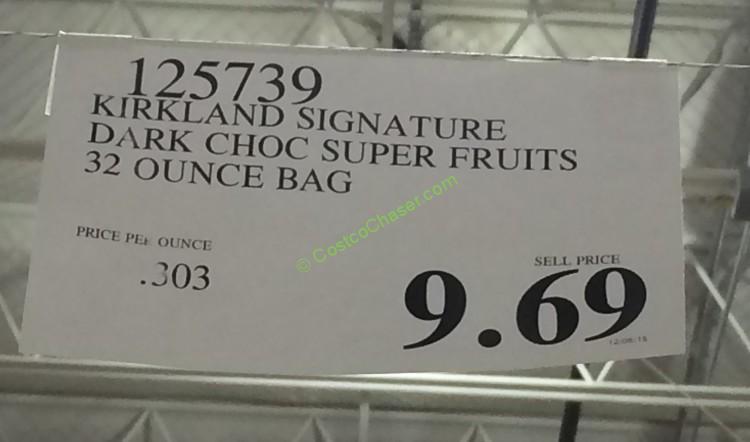 125739
KIRKLAND SIGNATURE
DARK CHOC SUPER FRUITS
32 OUNCE BAG
© CostcoChaser.com
PRICE PER OUNCE
.303
SELL PRICE
9.69